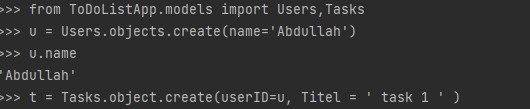 >>> from ToDoListApp.models import Users,Tasks
>>> u = Users.objects.create(name='Abdullah')
>>> u.name
'Abdullah'
>>> t = Tasks.object.create(userID=u, Titel = ' task 1 ' )